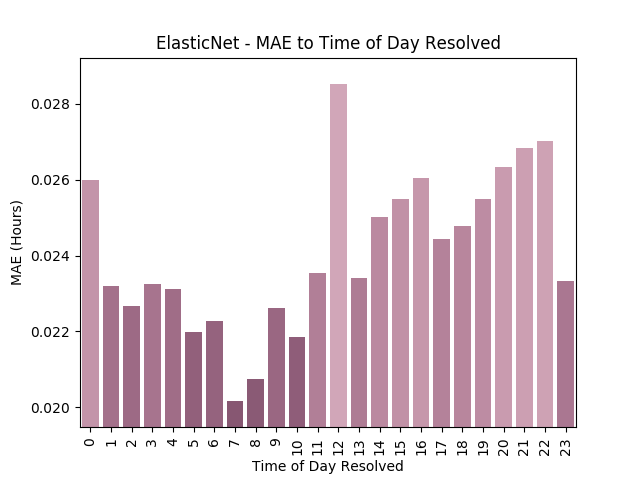 ElasticNet - MAE to Time of Day Resolved
0.028
0.026
0.024
0.022
0.020
MAE (Hours)
0 1 2 3 4 5 6 7 8 9 10 11 12 13 14 15 16 17 18 19 20 21 22 23
Time of Day Resolved